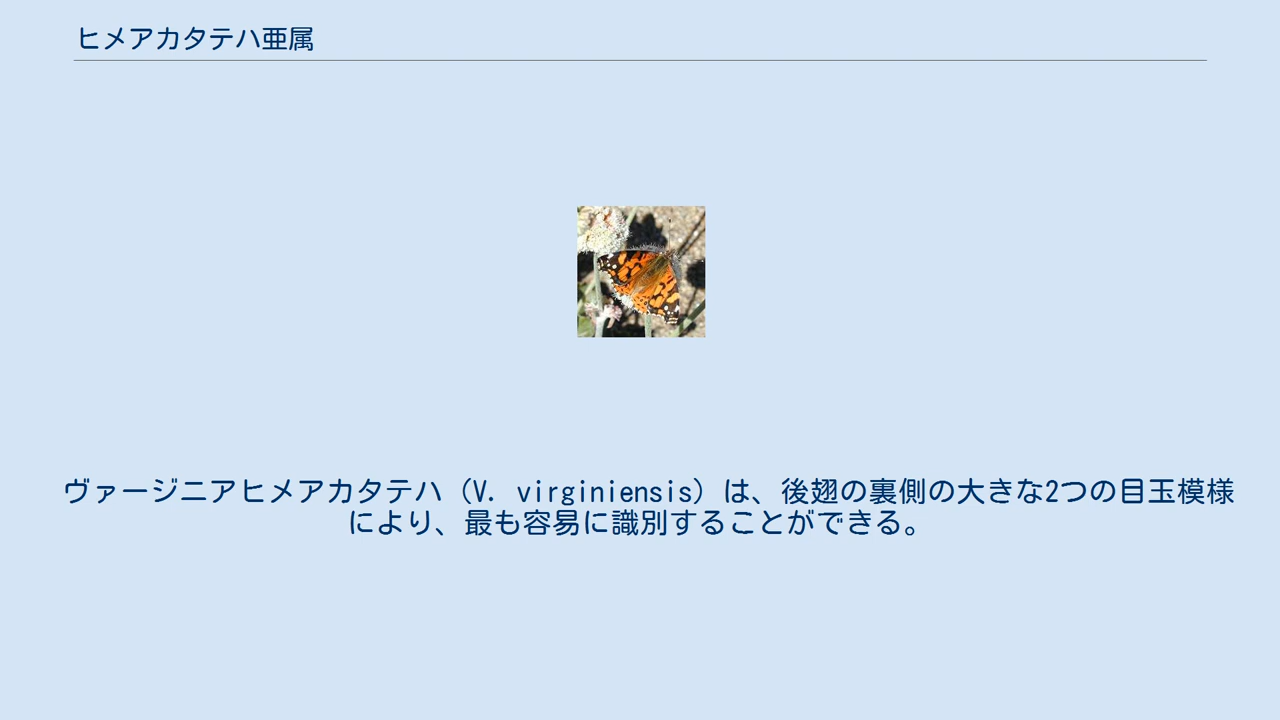 ヒメアカタテハ亜属
ヴァージニアヒメアカタテハ（V. virginiensis）は、後翅の裏側の大きな2つの目玉模様
により、最も容易に識別することができる。